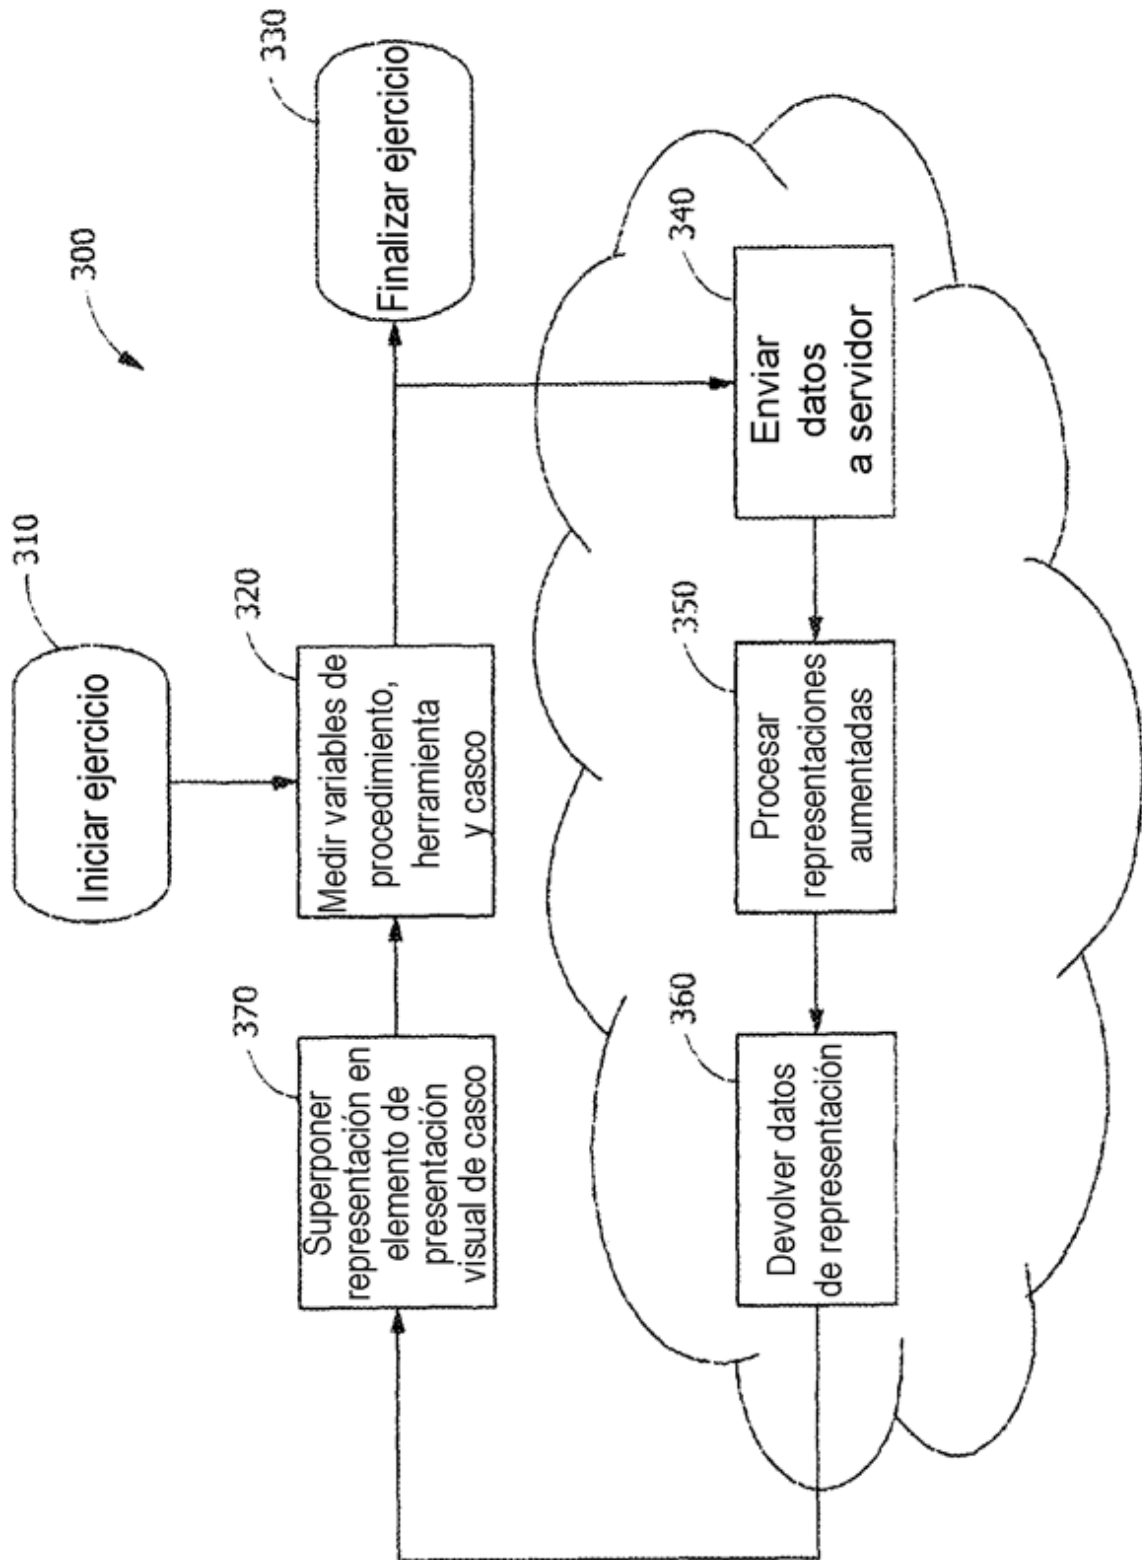 300
310
Iniciar ejercicio
320
Medir variables de
procedimiento,
herramienta
y casco
330
Finalizar ejercicio
340
Enviar
datos
a servidor
350
Procesar
representaciones
aumentadas
360
Devolver datos
de representación
370
Superponer
representación en
elemento de
presentación
visual de casco